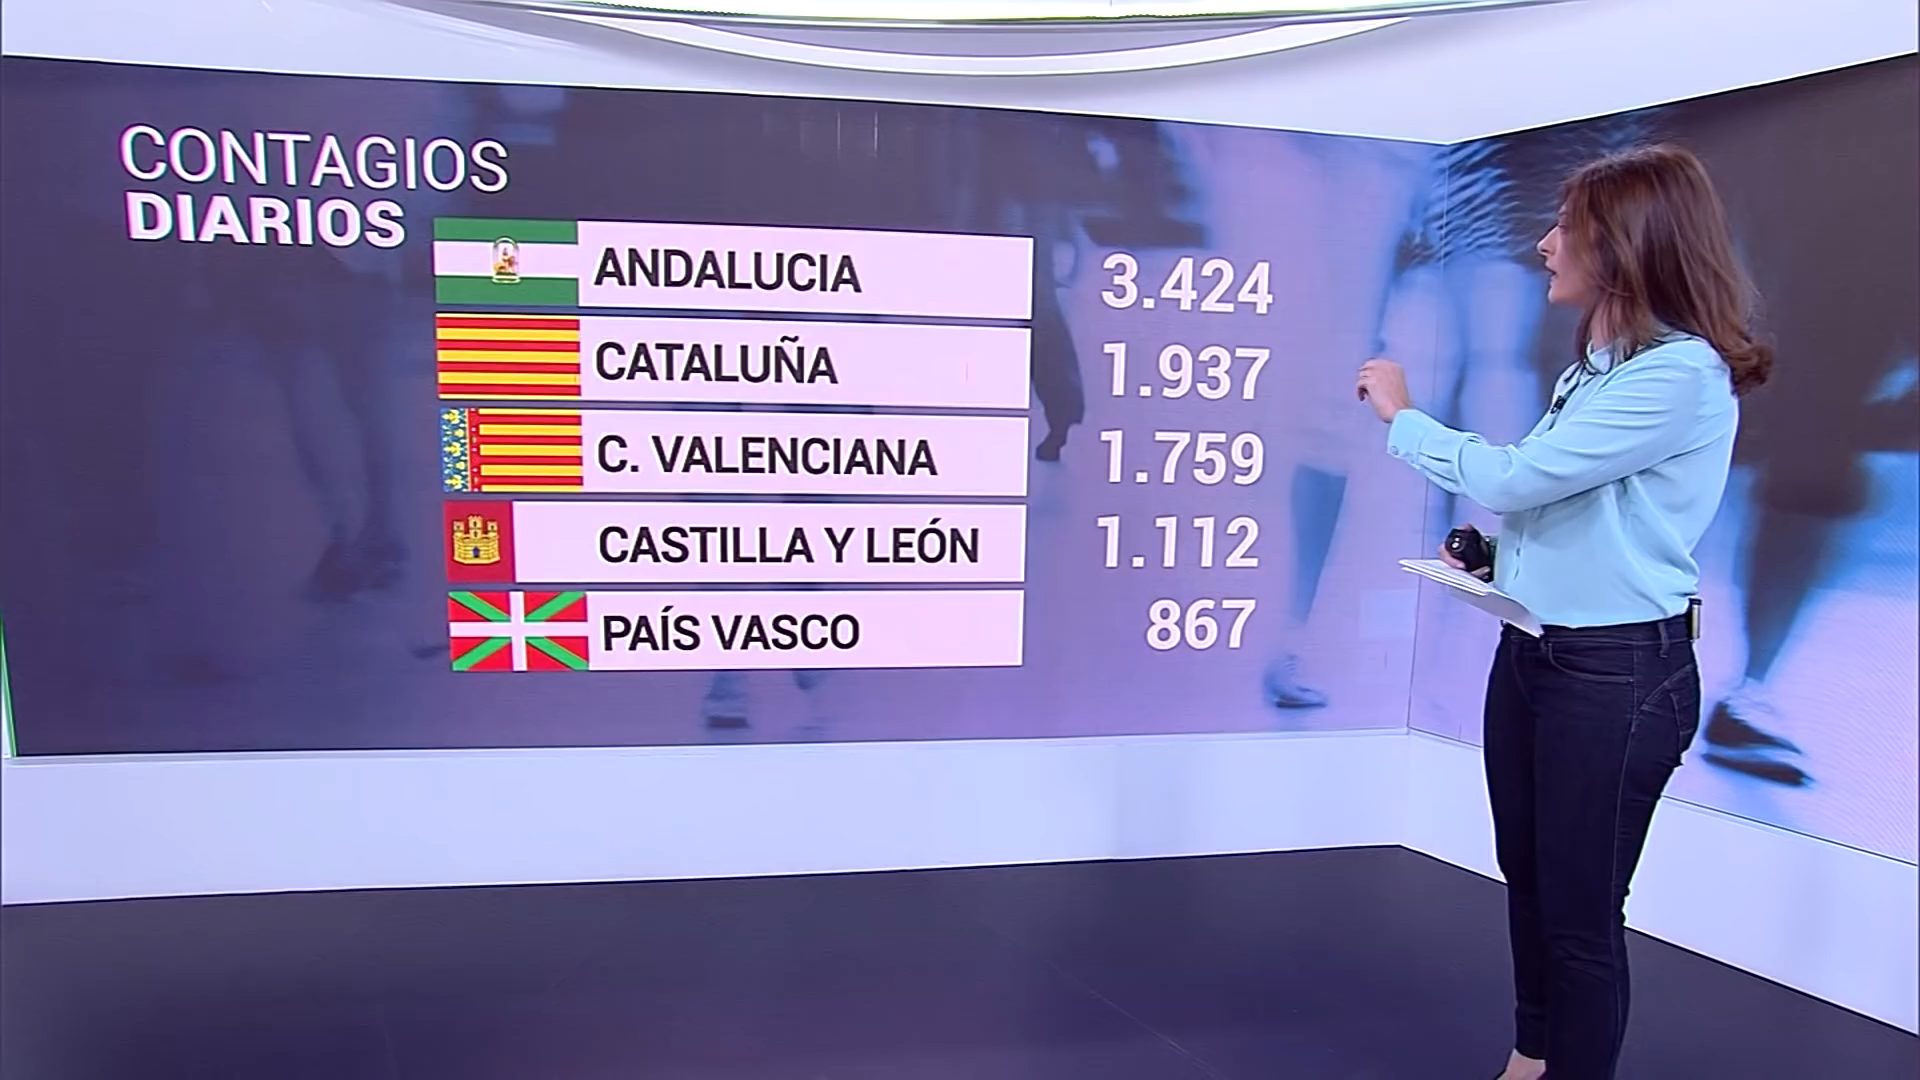 CONTAGIOS
DIARIOS
ANDALUCIA 3.424
CATALUÑA 1.937
C. VALENCIANA 1.759
CASTILLA Y LEÓN 1.112
PAÍS VASCO 867